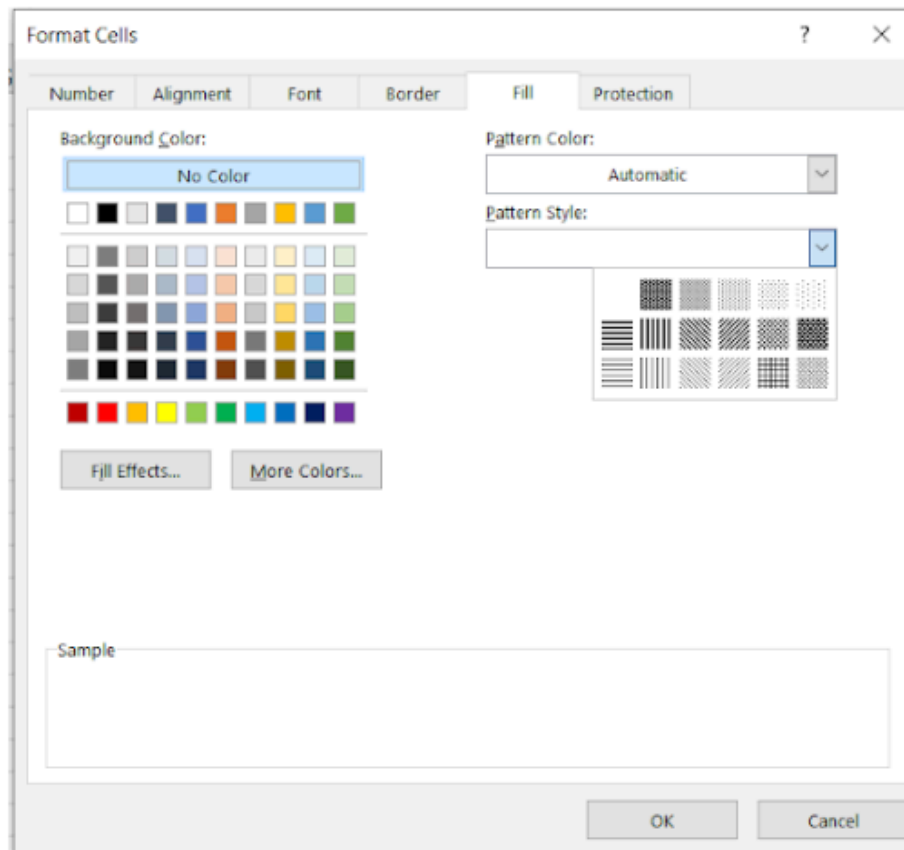 Format Cells
?
Number Alignment Font Border Fill Protection
Background Color:
No Color
Pattern Color:
Automatic
Pattern Style:
Fill Effects...
More Colors...
Sample
OK
Cancel